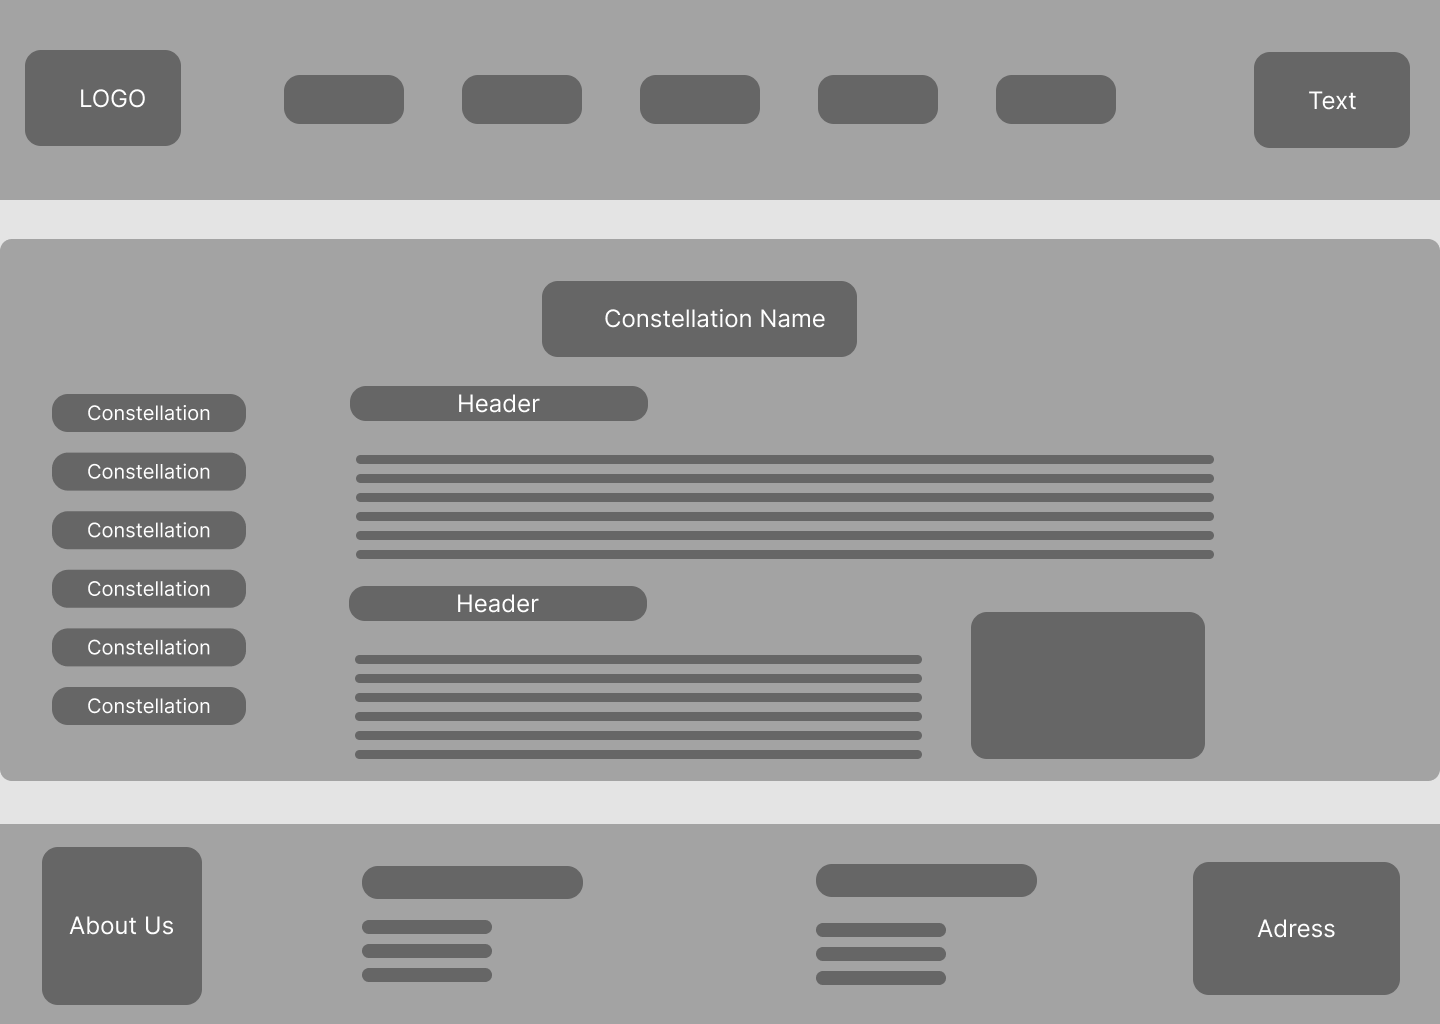 LOGO
Text
Constellation Name
Constellation
Constellation
Constellation
Constellation
Constellation
Constellation
Header
Header
About Us
Adress